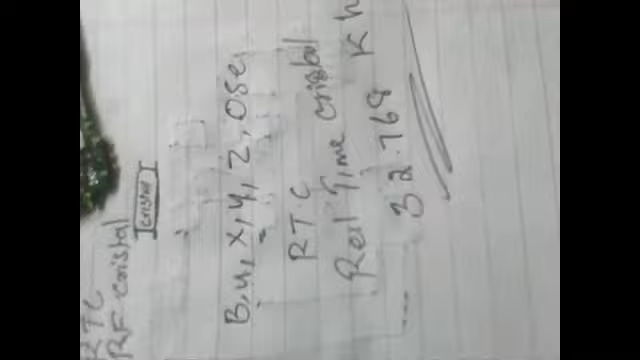 RTC
RF Cristal
Cristal
B, y, X, Y, Z, OSC
RTC
Real Time Cristal
32.768 KH